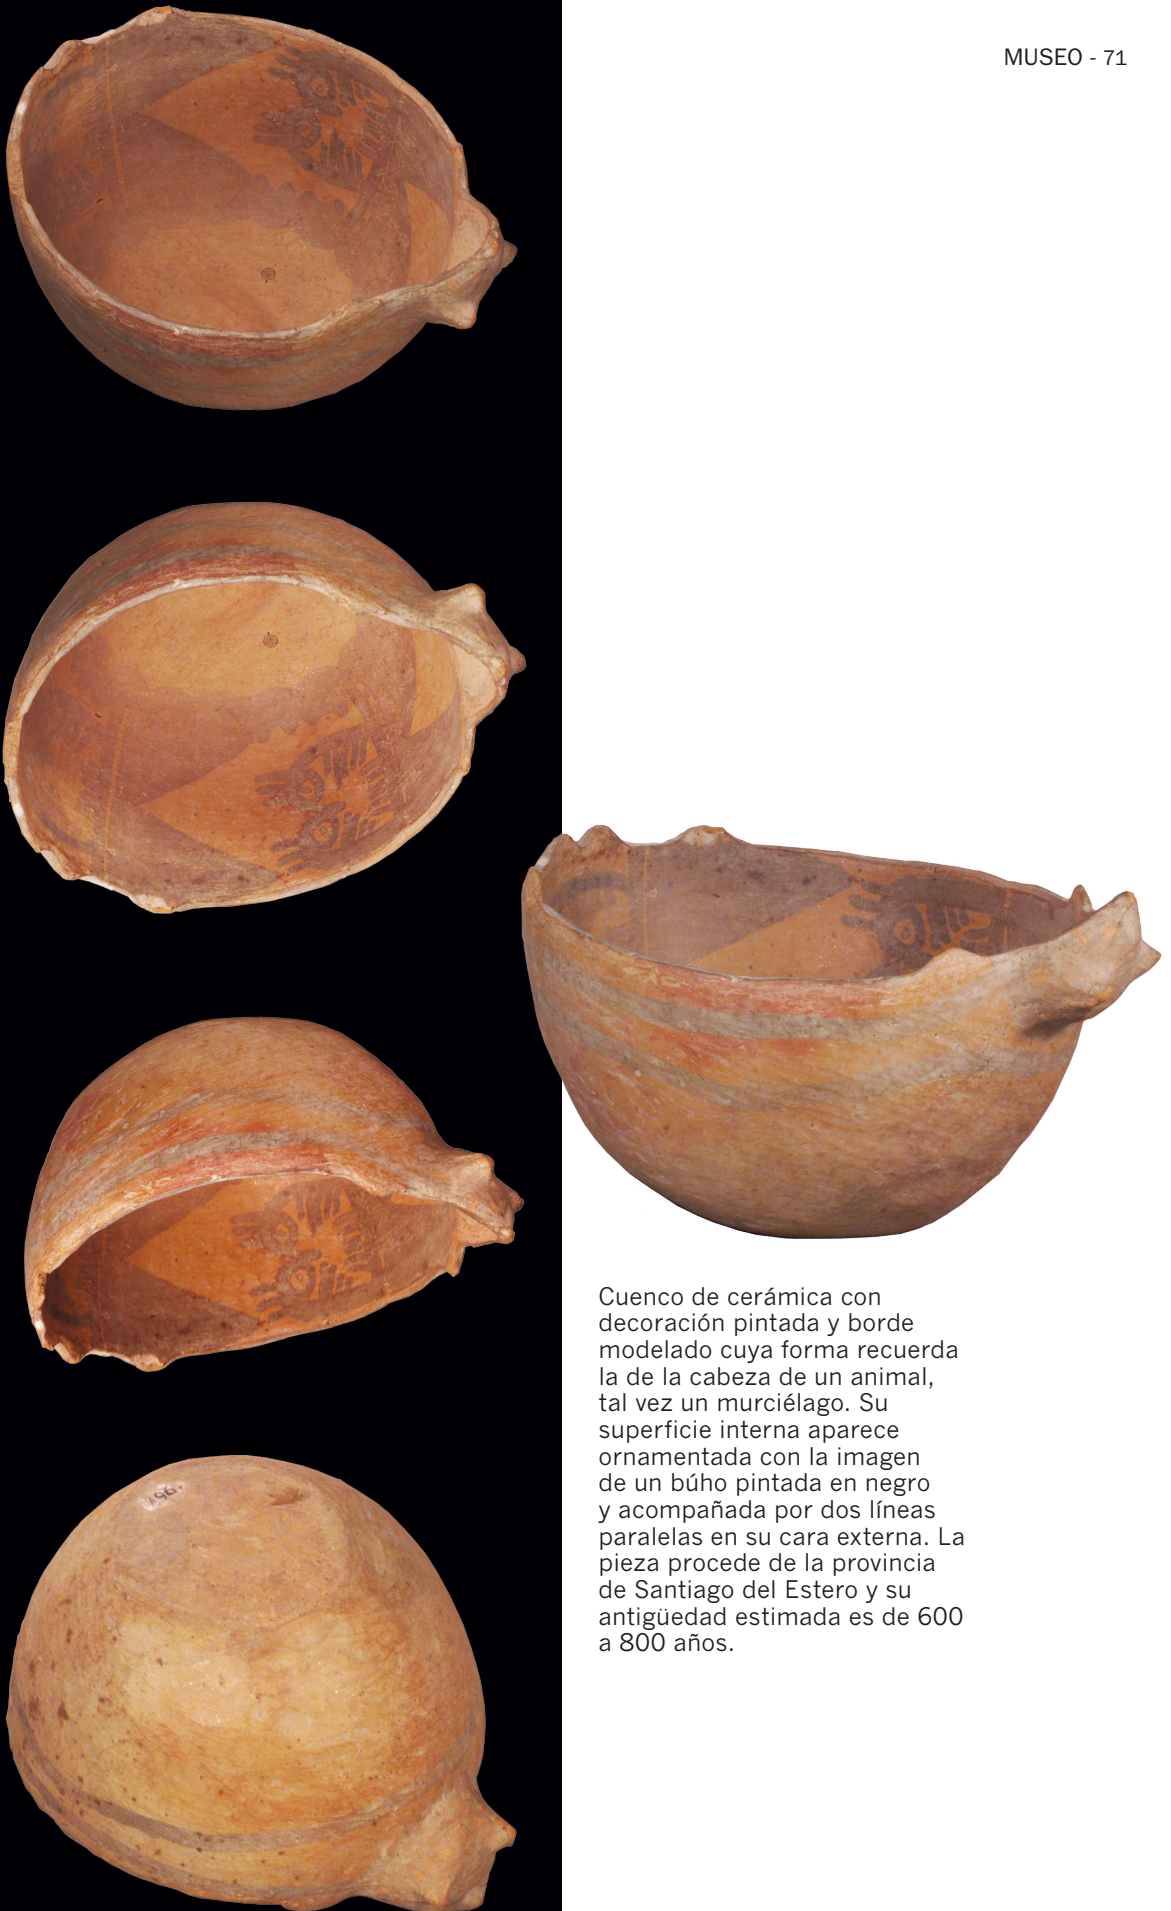 MUSEO - 71
Cuenco de cerámica con
decoración pintada y borde
modelado cuya forma recuerda
la de la cabeza de un animal,
tal vez un murciélago. Su
superficie interna aparece
ornamentada con la imagen
de un búho pintada en negro
y acompañada por dos líneas
paralelas en su cara externa. La
pieza procede de la provincia
de Santiago del Estero y su
antigüedad estimada es de 600
a 800 años.